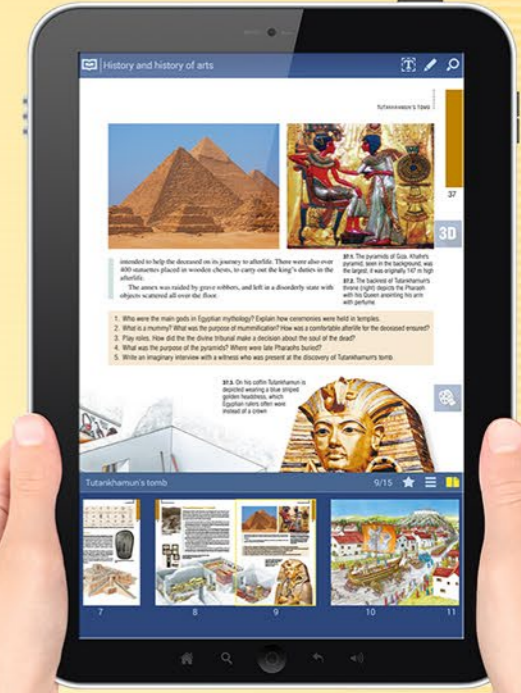 History and history of arts
TUTANKHAMUN'S TOMB
37
3D
intended to help the deceased on its journey to afterlife. There were also over
400 statuettes placed in wooden chests, to carry out the king's duties in the
afterlife.
The annex was raided by grave robbers, and left in a disorderly state with
objects scattered all over the floor.
37.1. The pyramids of Giza. Khafre's
pyramid, seen in the background, was
the largest, it was originally 147 m high
37.2. The backrest of Tutankhamun's
throne (right) depicts the Pharaoh
with his Queen anointing his arm
with perfume
1. Who were the main gods in Egyptian mythology? Explain how ceremonies were held in temples.
2. What is a mummy? What was the purpose of mummification? How was a comfortable afterlife for the deceased ensured?
3. Play roles. How did the the divine tribunal make a decision about the soul of the dead?
4. What was the purpose of the pyramids? Where were late Pharaohs buried?
5. Write an imaginary interview with a witness who was present at the discovery of Tutankhamun's tomb.
37.3. On his coffin Tutankhamun is
depicted wearing a blue striped
golden headdress, which
Egyptian rulers often wore
instead of a crown
Tutankhamun's tomb
9/15
7
8
9
10
11